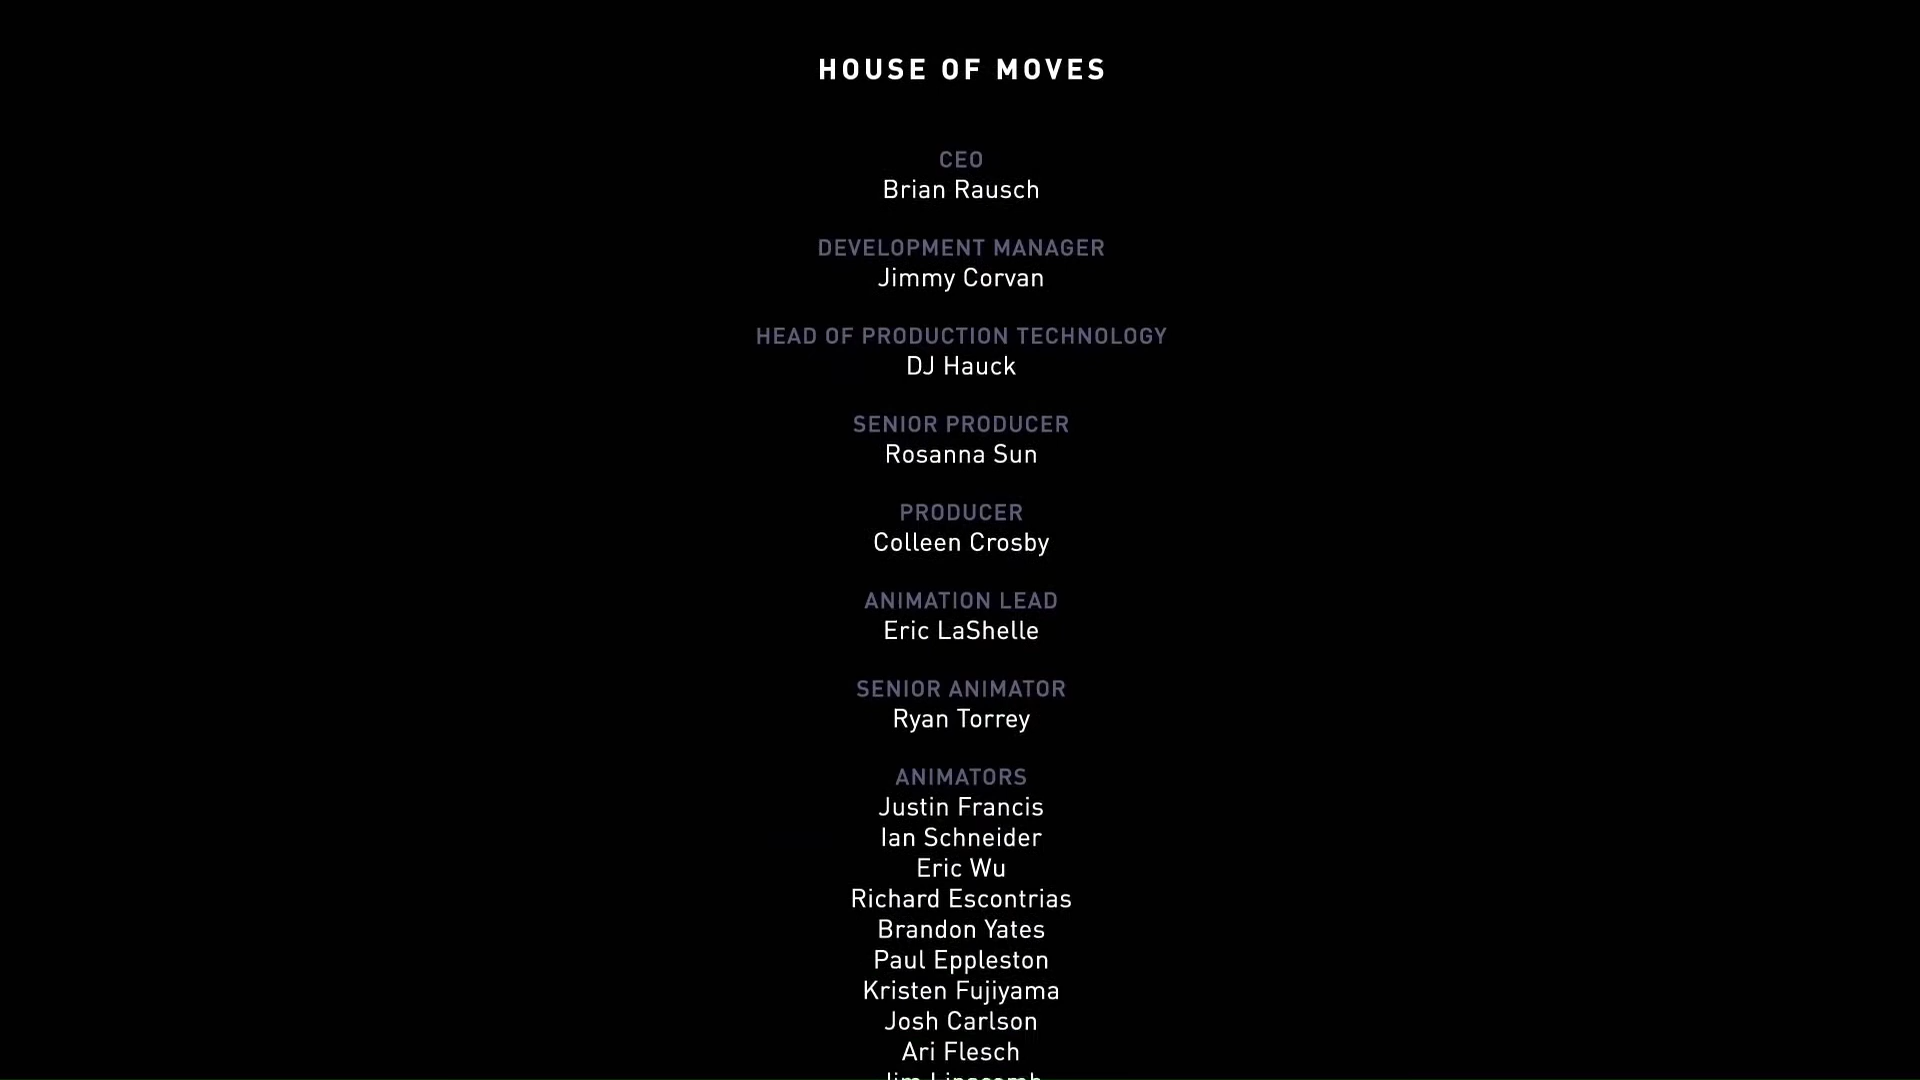 HOUSE OF MOVES
CEO
Brian Rausch
DEVELOPMENT MANAGER
Jimmy Corvan
HEAD OF PRODUCTION TECHNOLOGY
DJ Hauck
SENIOR PRODUCER
Rosanna Sun
PRODUCER
Colleen Crosby
ANIMATION LEAD
Eric LaShelle
SENIOR ANIMATOR
Ryan Torrey
ANIMATORS
Justin Francis
Ian Schneider
Eric Wu
Richard Escontrias
Brandon Yates
Paul Eppleston
Kristen Fujiyama
Josh Carlson
Ari Flesch